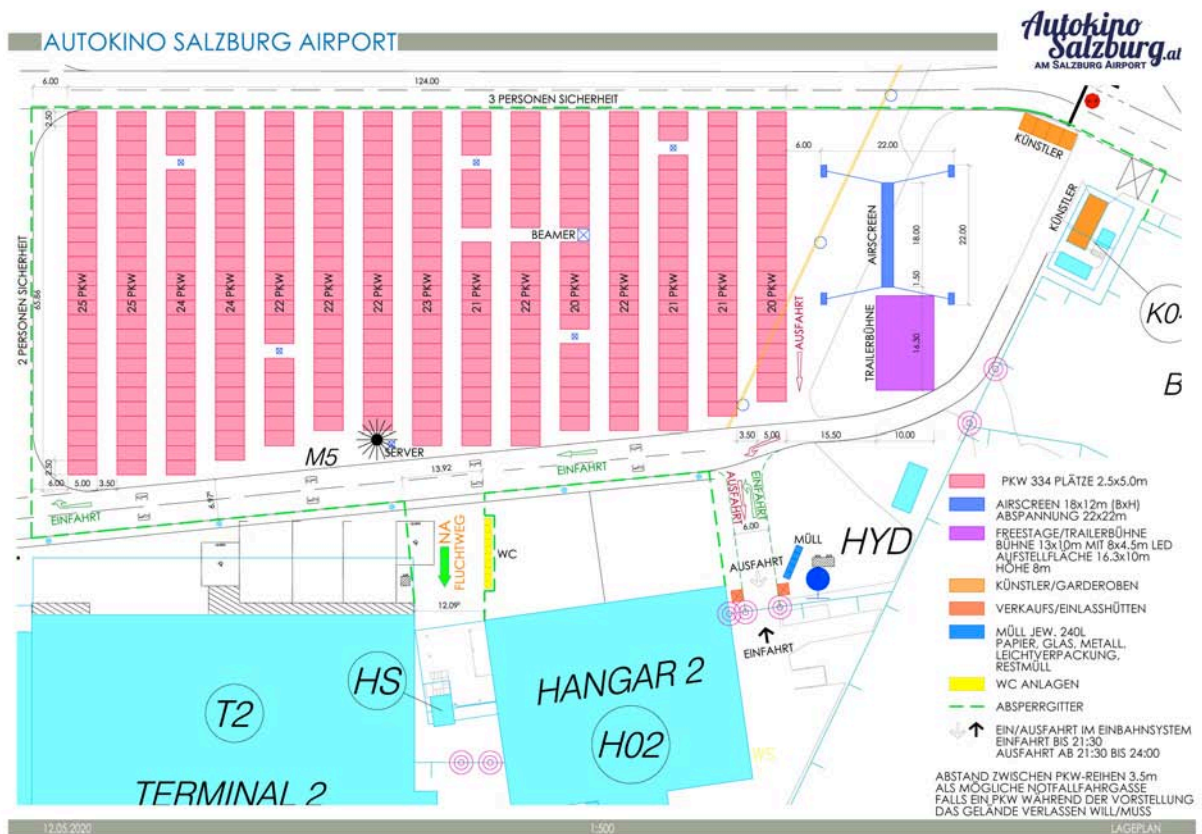 AUTOKINO SALZBURG AIRPORT
Autokino
Salzburg.at
AM SALZBURG AIRPORT
6.00
124.00
3 PERSONEN SICHERHEIT
2.50
2 PERSONEN SICHERHEIT
65.86
25 PKW
25 PKW
24 PKW
24 PKW
22 PKW
22 PKW
22 PKW
23 PKW
21 PKW
22 PKW
20 PKW
22 PKW
21 PKW
22 PKW
20 PKW
BEAMER
SERVER
M5
2.50
6.00 5.00 3.50
13.92
EINFAHRT
EINFAHRT
AUSFAHRT
6.00
22.00
AIRSCREEN
18.00
22.00
1.50
TRAILERBÜHNE
16.30
3.50 5.00
15.50
10.00
KÜNSTLER
KÜNSTLER
K04
B
NA
FLUCHTWEG
WC
12.09⁵
AUSFAHRT
EINFAHRT
6.00
AUSFAHRT
MÜLL
HYD
EINFAHRT
HS
T2
TERMINAL 2
HANGAR 2
H02
WS
PKW 334 PLÄTZE 2.5x5.0m
AIRSCREEN 18x12m (BxH)
ABSPANNUNG 22x22m
FREESTAGE/TRAILERBÜHNE
BÜHNE 13x10m MIT 8x4.5m LED
AUFSTELLFLÄCHE 16.3x10m
HÖHE 8m
KÜNSTLER/GARDEROBEN
VERKAUFS/EINLASSHÜTTEN
MÜLL JEW. 240L
PAPIER, GLAS, METALL,
LEICHTVERPACKUNG,
RESTMÜLL
WC ANLAGEN
ABSPERRGITTER
EIN/AUSFAHRT IM EINBAHNSYSTEM
EINFAHRT BIS 21:30
AUSFAHRT AB 21:30 BIS 24:00
ABSTAND ZWISCHEN PKW-REIHEN 3.5m
ALS MÖGLICHE NOTFALLFAHRGASSE
FALLS EIN PKW WÄHREND DER VORSTELLUNG
DAS GELÄNDE VERLASSEN WILL/MUSS
12.05.2020
1:500
LAGEPLAN